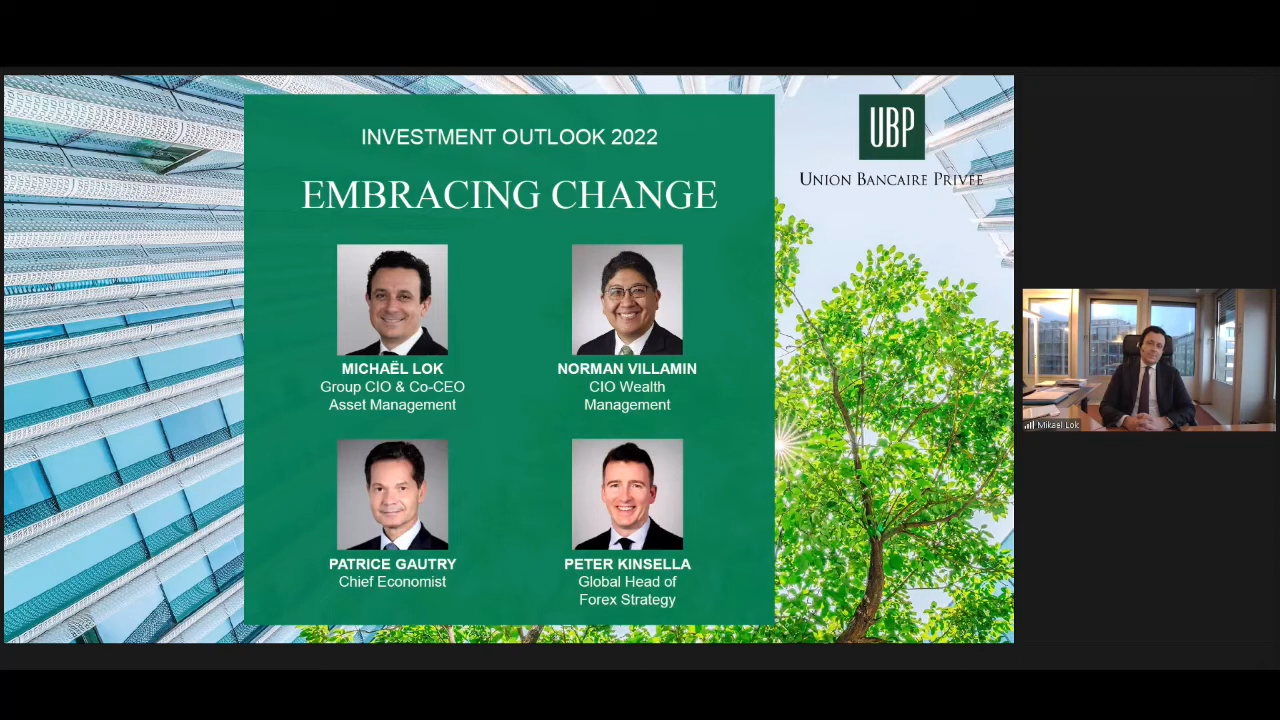 INVESTMENT OUTLOOK 2022
EMBRACING CHANGE
MICHAËL LOK
Group CIO & Co-CEO
Asset Management
NORMAN VILLAMIN
CIO Wealth
Management
PATRICE GAUTRY
Chief Economist
PETER KINSELLA
Global Head of
Forex Strategy
UBP
UNION BANCAIRE PRIVÉE
Mikael Lok